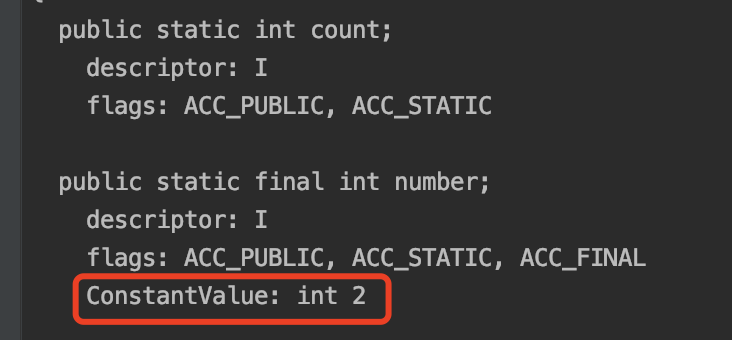 public static int count;
descriptor: I
flags: ACC_PUBLIC, ACC_STATIC
public static final int number;
descriptor: I
flags: ACC_PUBLIC, ACC_STATIC, ACC_FINAL
ConstantValue: int 2